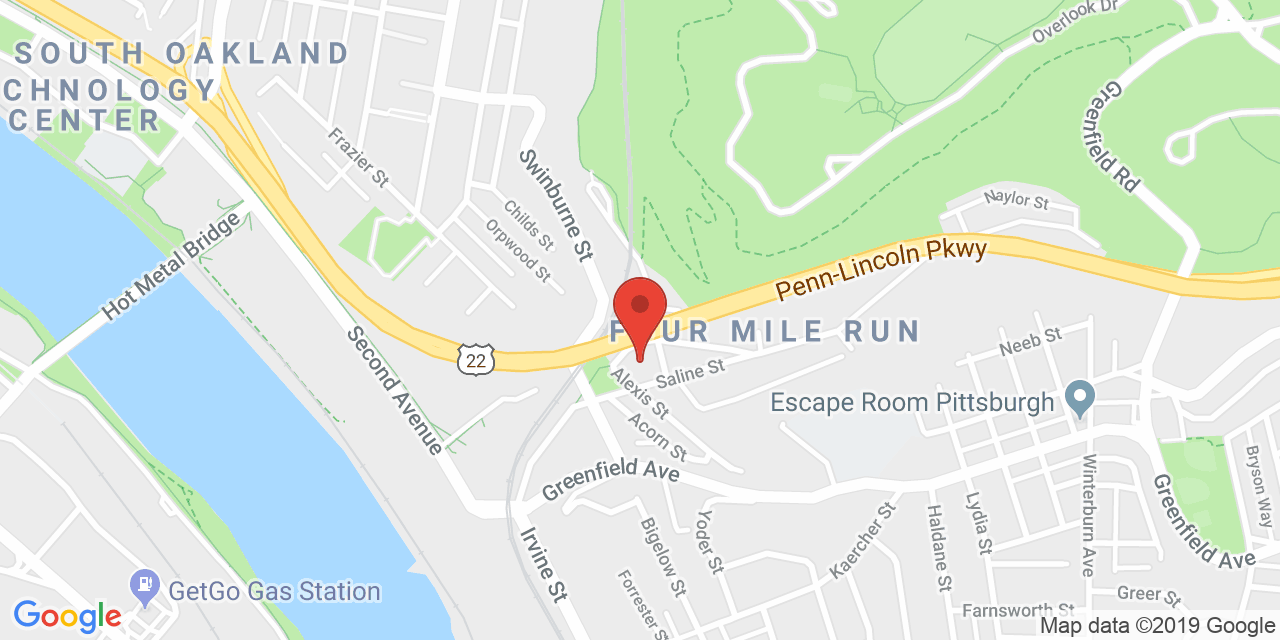 Overlook Dr
SOUTH OAKLAND
CHNOLOGY
CENTER
Greenfield Rd
Frazier St
Swinburne St
Naylor St
Childs St
Orpwood St
Hot Metal Bridge
Penn-Lincoln Pkwy
FOUR MILE RUN
Neeb St
22
Second Avenue
Saline St
Alexis St
Escape Room Pittsburgh
Acorn St
Greenfield Ave
Bryson Way
Winterburn Ave
Greenfield Ave
Yoder St
Kaercher St
Haldane St
Lydia St
Bigelow St
Irvine St
Forrester St
GetGo Gas Station
Greer St
Farnsworth St
Google
Map data ©2019 Google